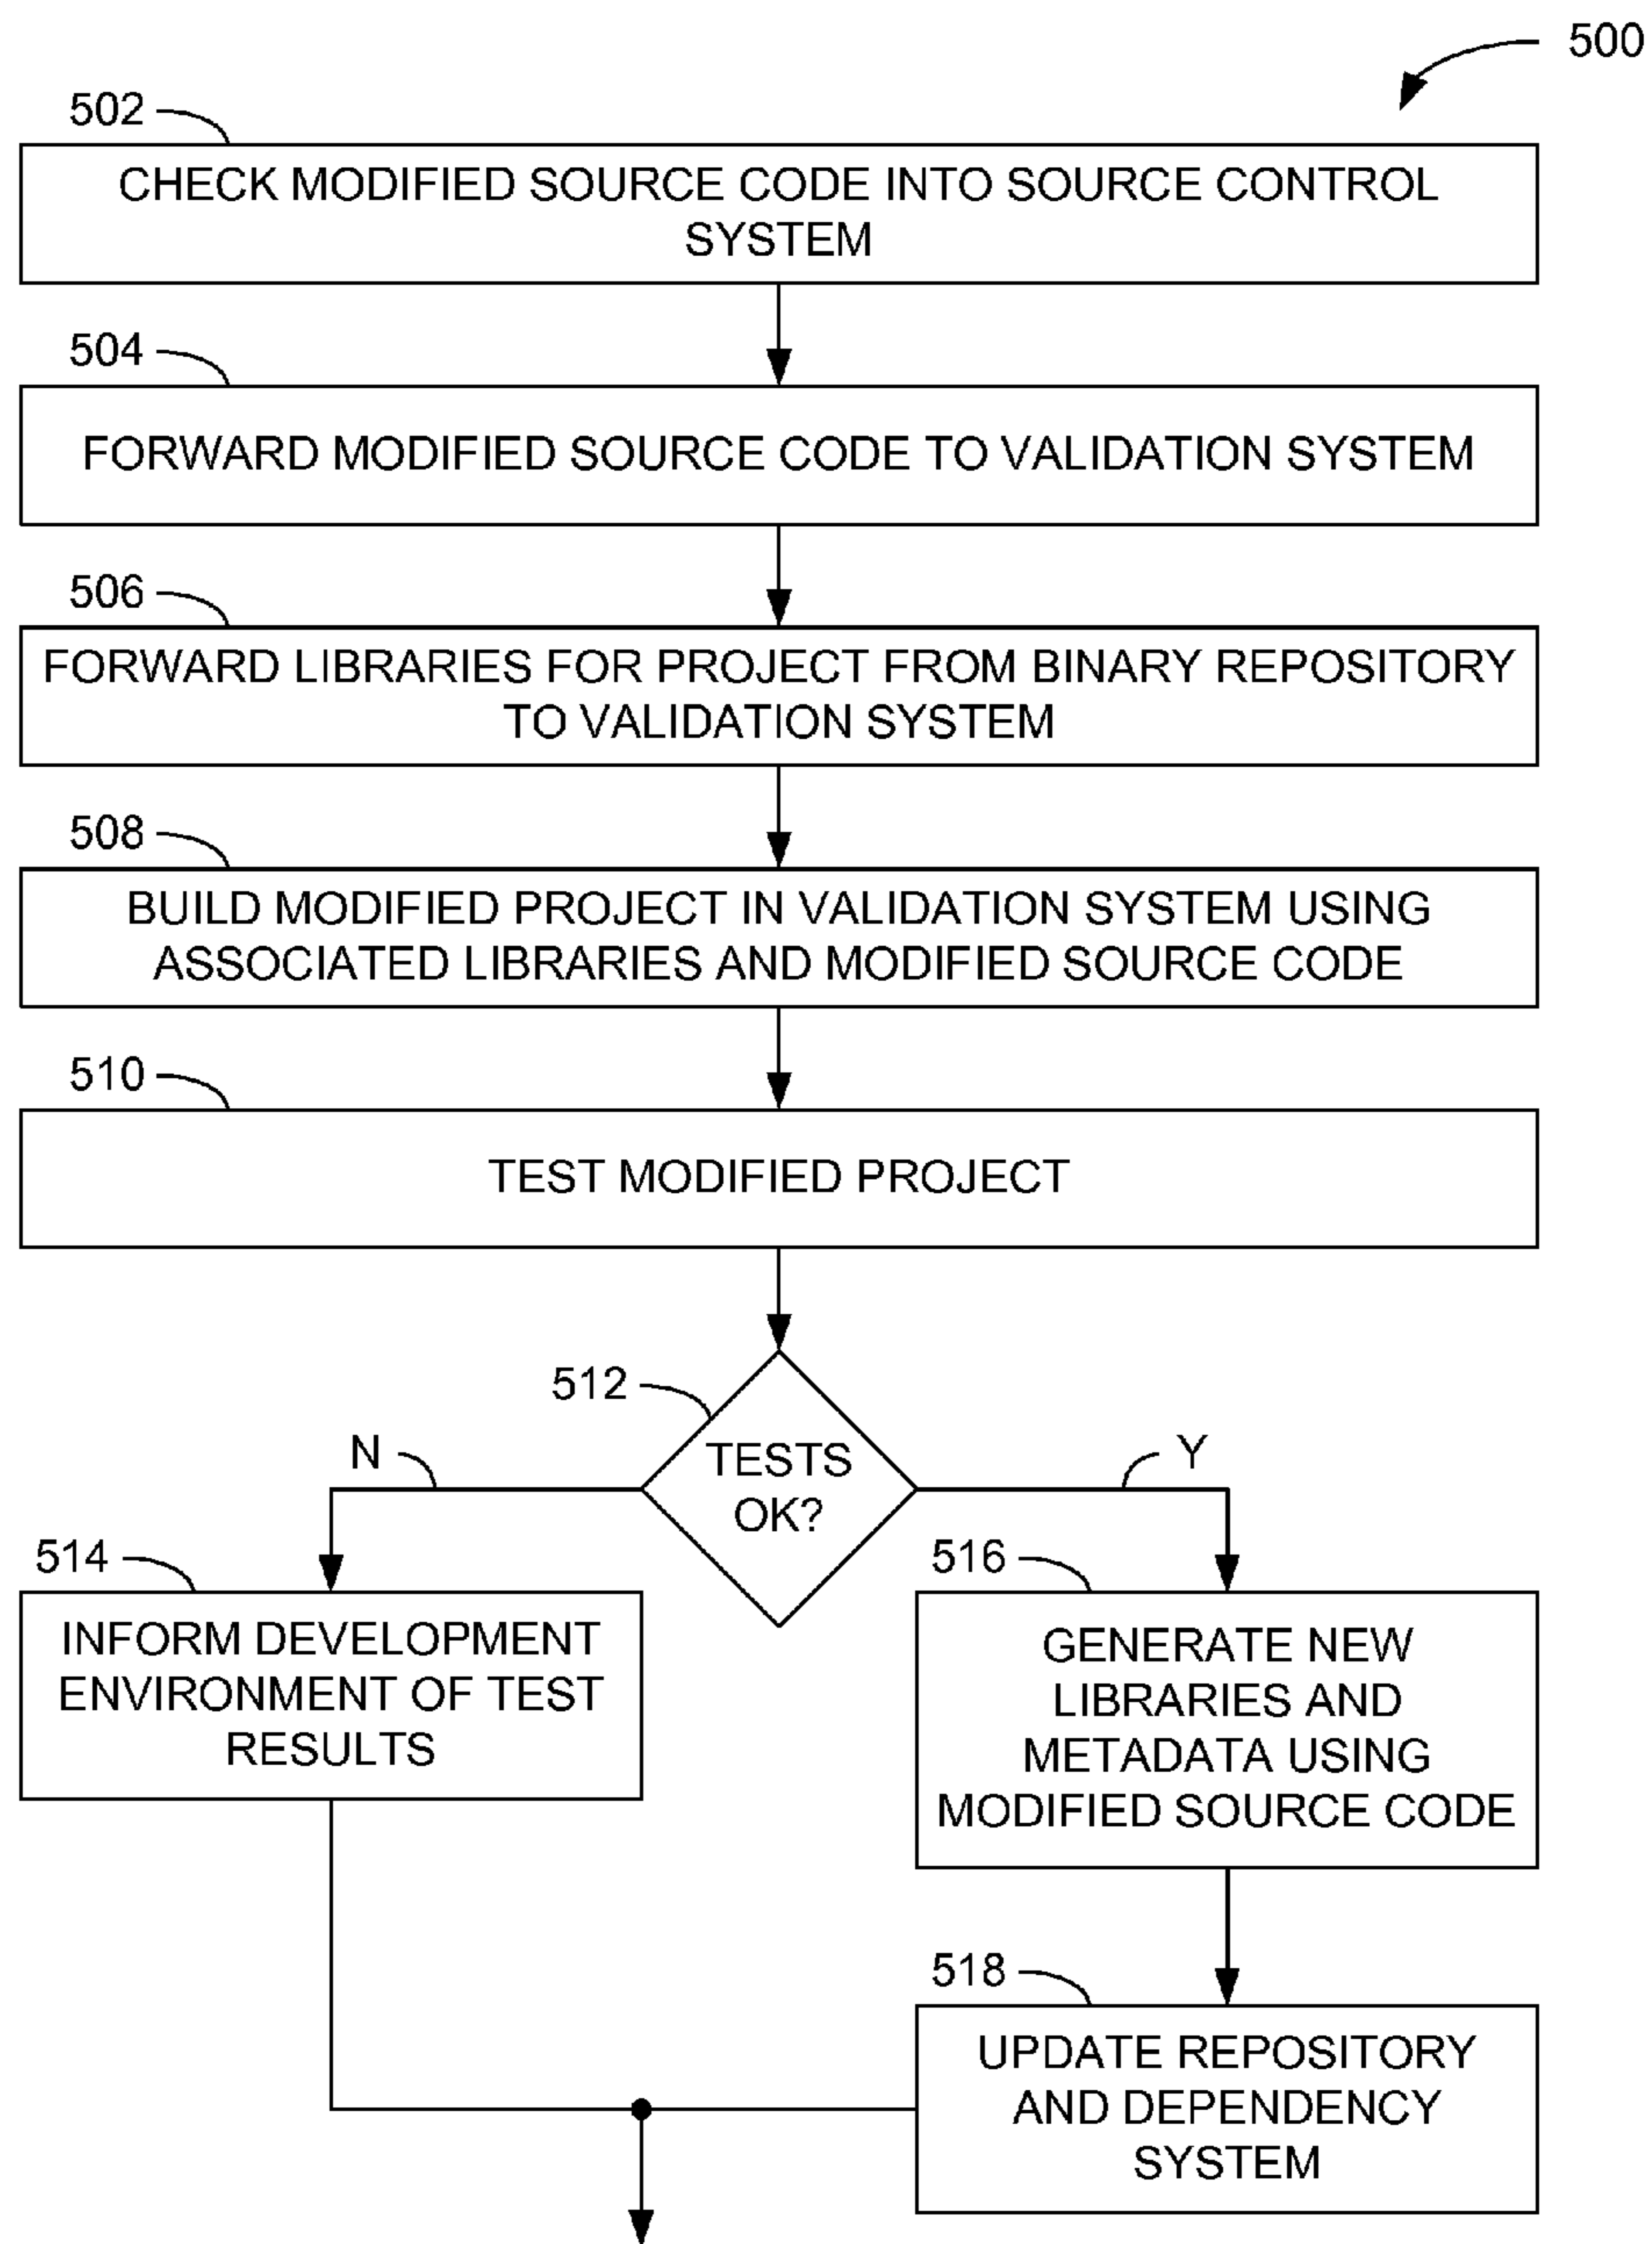 500
502
CHECK MODIFIED SOURCE CODE INTO SOURCE CONTROL
SYSTEM
504
FORWARD MODIFIED SOURCE CODE TO VALIDATION SYSTEM
506
FORWARD LIBRARIES FOR PROJECT FROM BINARY REPOSITORY
TO VALIDATION SYSTEM
508
BUILD MODIFIED PROJECT IN VALIDATION SYSTEM USING
ASSOCIATED LIBRARIES AND MODIFIED SOURCE CODE
510
TEST MODIFIED PROJECT
512
TESTS
OK?
N
Y
514
INFORM DEVELOPMENT
ENVIRONMENT OF TEST
RESULTS
516
GENERATE NEW
LIBRARIES AND
METADATA USING
MODIFIED SOURCE CODE
518
UPDATE REPOSITORY
AND DEPENDENCY
SYSTEM